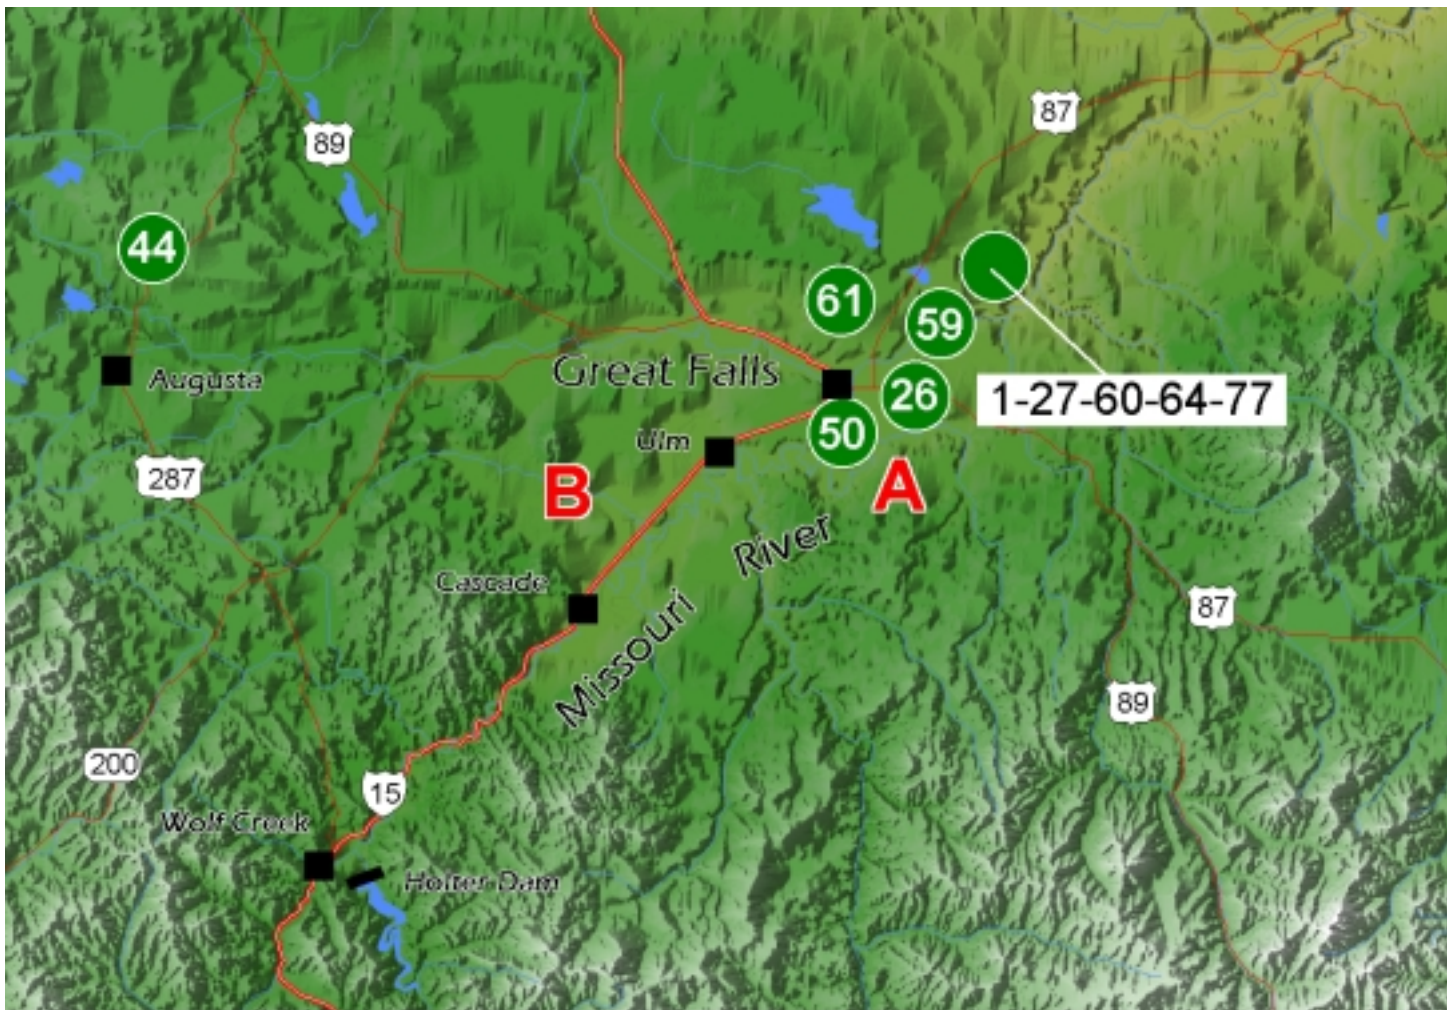 87
89
44
61
59
Great Falls
Augusta
26
1-27-60-64-77
50
Ulm
287
B
A
River
Cascade
87
Missouri
89
200
15
Wolf Creek
Holter Dam